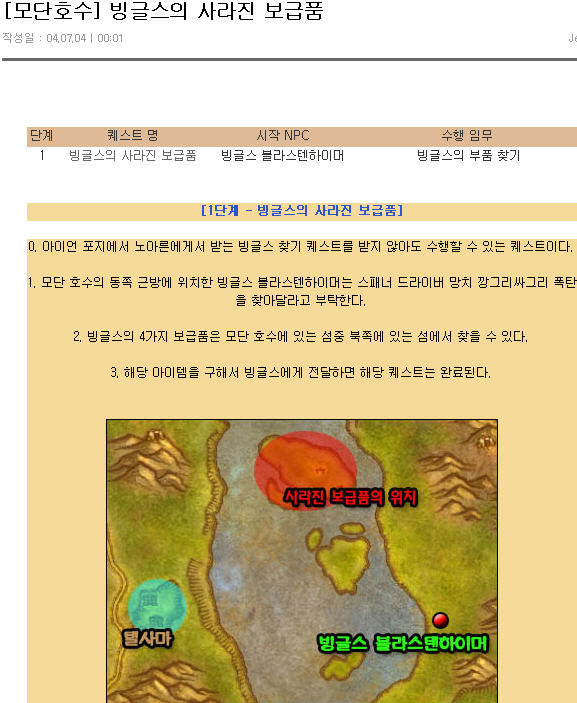 [모단호수] 빙글스의 사라진 보급품
작성일 : 04.07.04 | 00:01
단계 퀘스트 명 시작 NPC 수행 임무
1 빙글스의 사라진 보급품 빙글스 블라스텐하이머 빙글스의 부품 찾기
[1단계 - 빙글스의 사라진 보급품]
0. 아이언 포지에서 노아른에게서 받는 빙글스 찾기 퀘스트를 받지 않아도 수행할 수 있는 퀘스트이다.
1. 모단 호수의 동쪽 근방에 위치한 빙글스 블라스텐하이머는 스패너 드라이버 망치 깡그리싸그리 폭탄
을 찾아달라고 부탁한다.
2. 빙글스의 4가지 보급품은 모단 호수에 있는 섬중 북쪽에 있는 섬에서 찾을 수 있다.
3. 해당 아이템을 구해서 빙글스에게 전달하면 해당 퀘스트는 완료된다.
사라진 보급품의 위치
텔사마
빙글스 블라스텐하이머